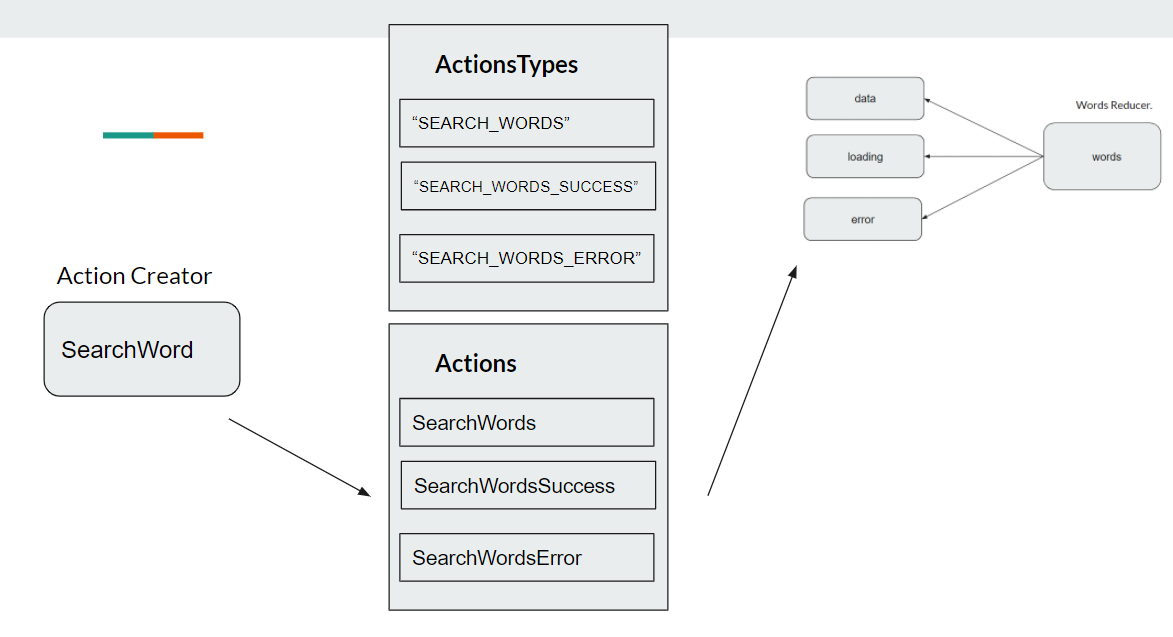 Action Creator
SearchWord
ActionsTypes
“SEARCH_WORDS”
“SEARCH_WORDS_SUCCESS”
“SEARCH_WORDS_ERROR”
Actions
SearchWords
SearchWordsSuccess
SearchWordsError
data
loading
error
Words Reducer.
words